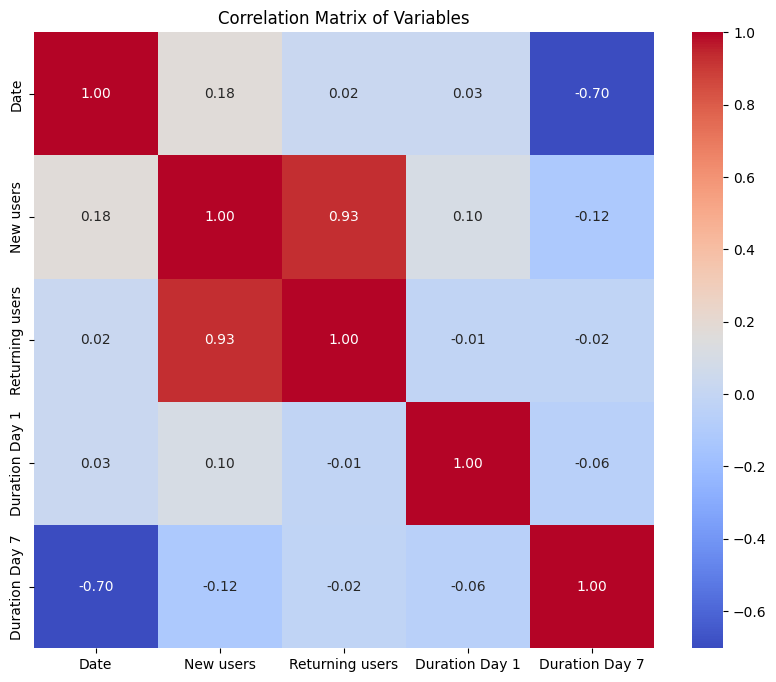 Correlation Matrix of Variables
Date 1.00 0.18 0.02 0.03 -0.70
New users 0.18 1.00 0.93 0.10 -0.12
Returning users 0.02 0.93 1.00 -0.01 -0.02
Duration Day 1 0.03 0.10 -0.01 1.00 -0.06
Duration Day 7 -0.70 -0.12 -0.02 -0.06 1.00
Date New users Returning users Duration Day 1 Duration Day 7
1.0
0.8
0.6
0.4
0.2
0.0
−0.2
−0.4
−0.6